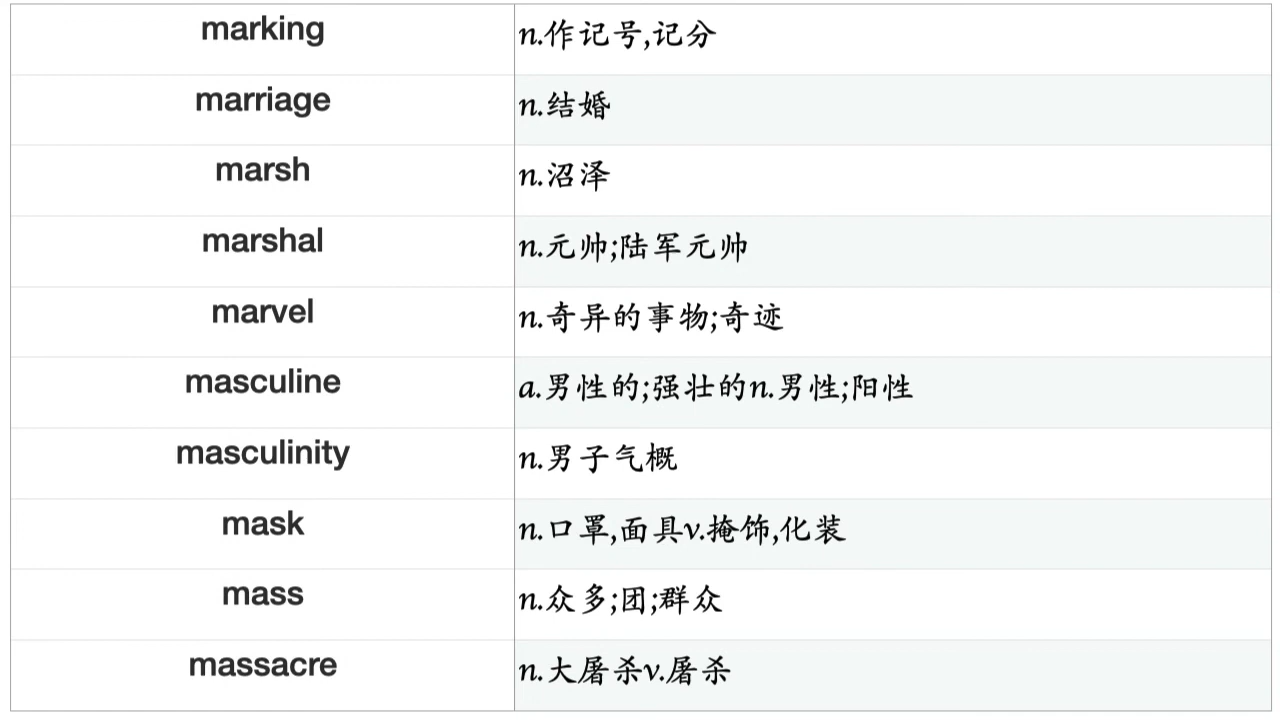 marking n.作记号,记分
marriage n.结婚
marsh n.沼泽
marshal n.元帅;陆军元帅
marvel n.奇异的事物;奇迹
masculine a.男性的;强壮的n.男性;阳性
masculinity n.男子气概
mask n.口罩,面具v.掩饰,化装
mass n.众多;团;群众
massacre n.大屠杀v.屠杀